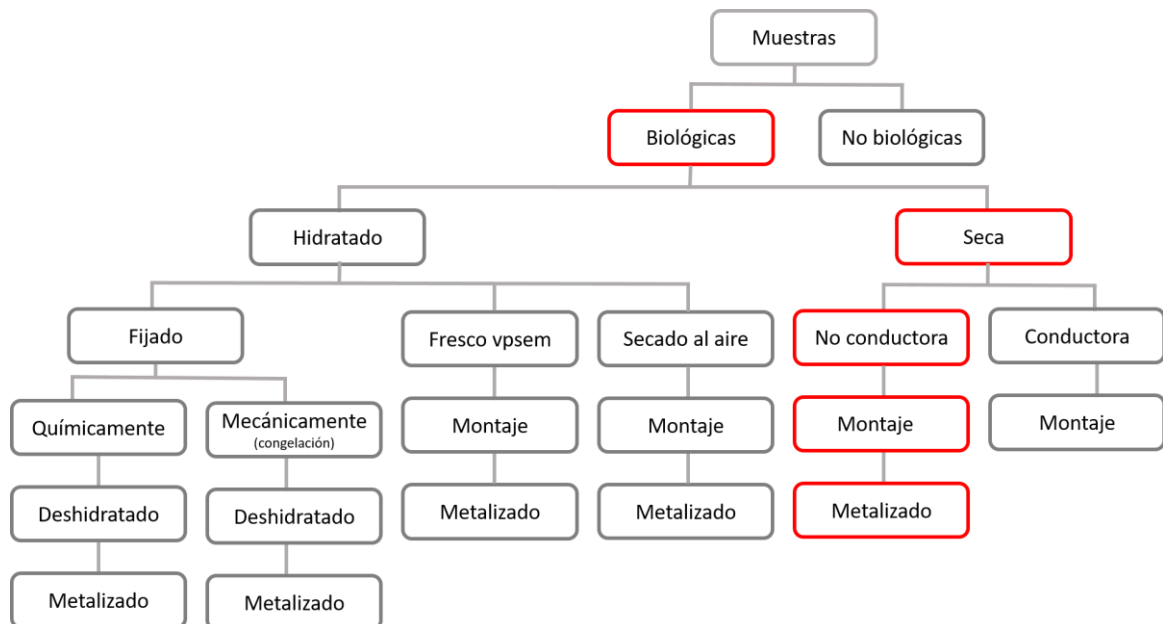 Muestras
Biológicas
No biológicas
Hidratado
Seca
Fijado
Fresco vpsem
Secado al aire
No conductora
Conductora
Químicamente
Mecánicamente
(congelación)
Montaje
Montaje
Montaje
Montaje
Deshidratado
Deshidratado
Metalizado
Metalizado
Metalizado
Metalizado
Metalizado